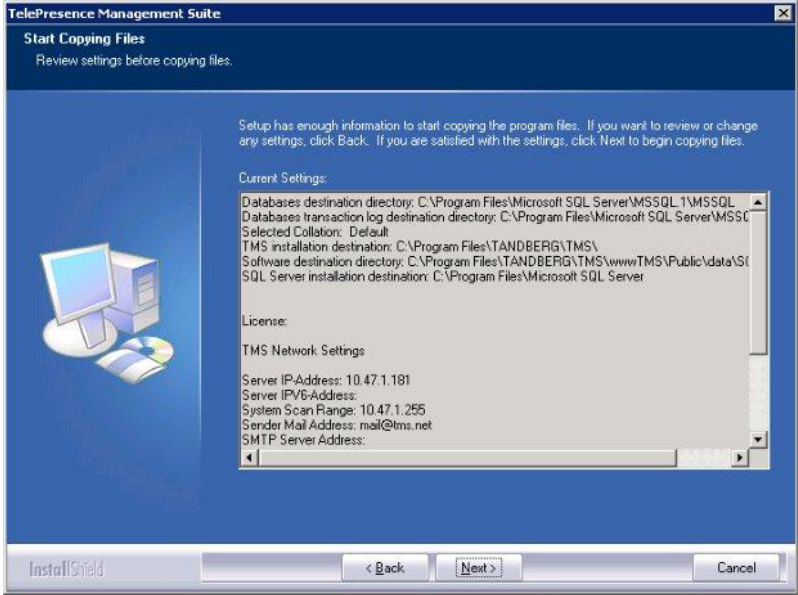 TelePresence Management Suite
Start Copying Files
Review settings before copying files.
Setup has enough information to start copying the program files. If you want to review or change
any settings, click Back. If you are satisfied with the settings, click Next to begin copying files.
Current Settings:
Databases destination directory: C:\Program Files\Microsoft SQL Server\MSSQL.1\MSSQL
Databases transaction log destination directory: C:\Program Files\Microsoft SQL Server\MSSQ
Selected Collation: Default
TMS installation destination: C:\Program Files\TANDBERG\TMS\
Software destination directory: C:\Program Files\TANDBERG\TMS\wwwTMS\Public\data\S
SQL Server installation destination: C:\Program Files\Microsoft SQL Server
License:
TMS Network Settings
Server IP-Address: 10.47.1.181
Server IPV6-Address:
System Scan Range: 10.47.1.255
Sender Mail Address: mail@tms.net
SMTP Server Address:
InstallShield
< Back
Next >
Cancel